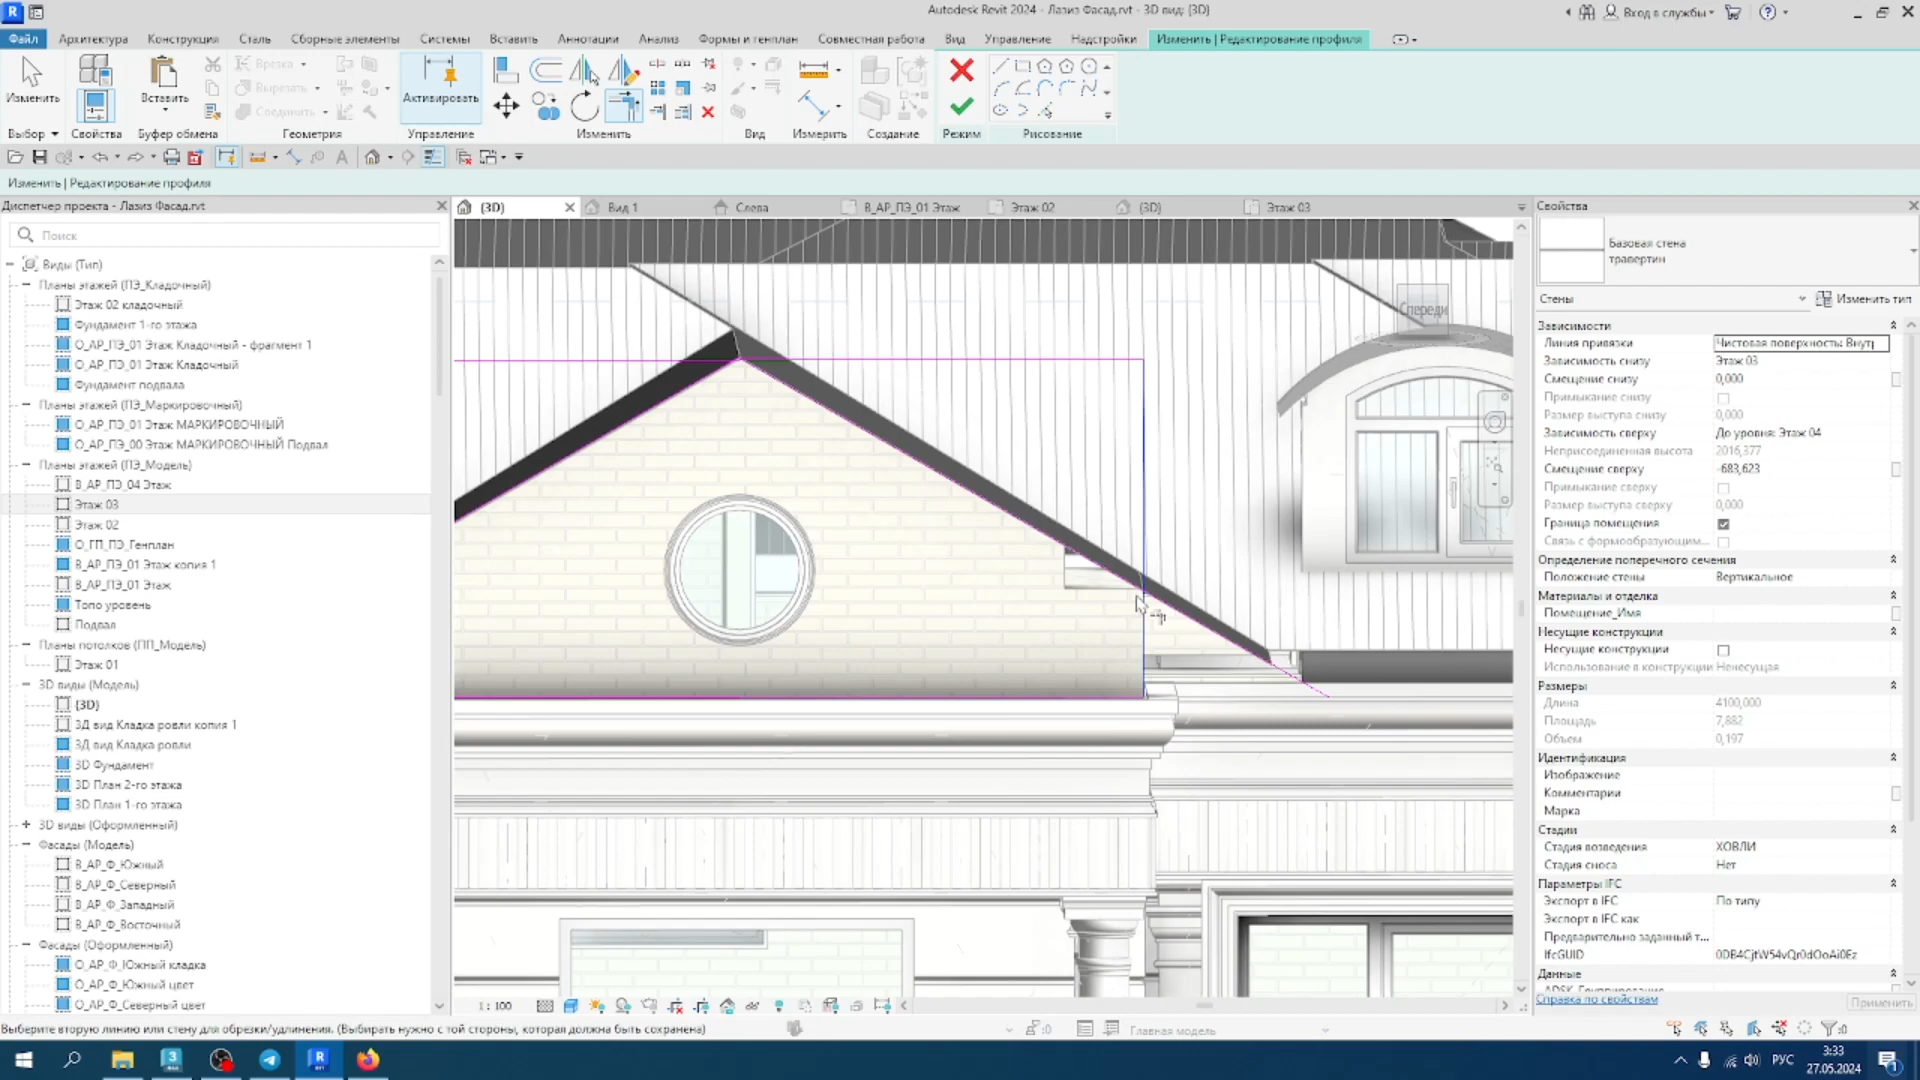 Autodesk Revit 2024 - Лазиз Фасад.rvt - 3D вид: {3D}
Вход в службы
Файл
Архитектура
Конструкция
Сталь
Сборные элементы
Системы
Вставить
Аннотации
Анализ
Формы и генплан
Совместная работа
Вид
Управление
Надстройки
Изменить | Редактирование профиля
Врезка
Вырезать
Соединить
Изменить
Вставить
Активировать
Выбор
Свойства
Буфер обмена
Геометрия
Управление
Изменить
Вид
Измерить
Создание
Режим
Рисование
Изменить | Редактирование профиля
Диспетчер проекта - Лазиз Фасад.rvt
{3D}
Вид 1
Слева
В_АР_ПЭ_01 Этаж
Этаж 02
{3D}
Этаж 03
Поиск
Виды (Тип)
Планы этажей (ПЭ_Кладочный)
Этаж 02 кладочный
Фундамент 1-го этажа
О_АР_ПЭ_01 Этаж Кладочный - фрагмент 1
О_АР_ПЭ_01 Этаж Кладочный
Фундамент подвала
Планы этажей (ПЭ_Маркировочный)
О_АР_ПЭ_01 Этаж МАРКИРОВОЧНЫЙ
О_АР_ПЭ_00 Этаж МАРКИРОВОЧНЫЙ Подвал
Планы этажей (ПЭ_Модель)
В_АР_ПЭ_04 Этаж
Этаж 03
Этаж 02
О_ГП_ПЭ_Генплан
В_АР_ПЭ_01 Этаж копия 1
В_АР_ПЭ_01 Этаж
Топо уровень
Подвал
Планы потолков (ПП_Модель)
Этаж 01
3D виды (Модель)
{3D}
3Д вид Кладка ровли копия 1
3Д вид Кладка ровли
3D Фундамент
3D План 2-го этажа
3D План 1-го этажа
3D виды (Оформленный)
Фасады (Модель)
В_АР_Ф_Южный
В_АР_Ф_Северный
В_АР_Ф_Западный
В_АР_Ф_Восточный
Фасады (Оформленный)
О_АР_Ф_Южный кладка
О_АР_Ф_Южный цвет
О_АР_Ф_Северный цвет
Спереди
1 : 100
Свойства
Базовая стена
травертин
Стены
Изменить тип
Зависимости
Линия привязки Чистовая поверхность: Внут
Зависимость снизу Этаж 03
Смещение снизу 0,000
Примыкание снизу
Размер выступа снизу 0,000
Зависимость сверху До уровня: Этаж 04
Неприсоединенная высота 2016,377
Смещение сверху -683,623
Примыкание сверху
Размер выступа сверху 0,000
Граница помещения
Связь с формообразующим...
Определение поперечного сечения
Положение стены Вертикальное
Материалы и отделка
Помещение_Имя
Несущие конструкции
Несущие конструкции
Использование в конструкции Ненесущая
Размеры
Длина 4100,000
Площадь 7,882
Объем 0,197
Идентификация
Изображение
Комментарии
Марка
Стадии
Стадия возведения ХОВЛИ
Стадия сноса Нет
Параметры IFC
Экспорт в IFC По типу
Экспорт в IFC как
Предварительно заданный т...
IfcGUID 0DB4CjtW54vQr0dOoAi0Ez
Данные
Справка по свойствам
Применить
Выберите вторую линию или стену для обрезки/удлинения. (Выбирать нужно с той стороны, которая должна быть сохранена)
:0
Главная модель
:0
РУС
3:33
27.05.2024